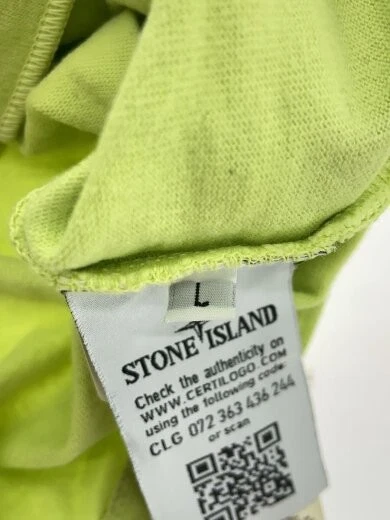 L
STONE ISLAND
Check the authenticity on
WWW.CERTILOGO.COM
using the following code:
CLG 072 363 436 244
or scan